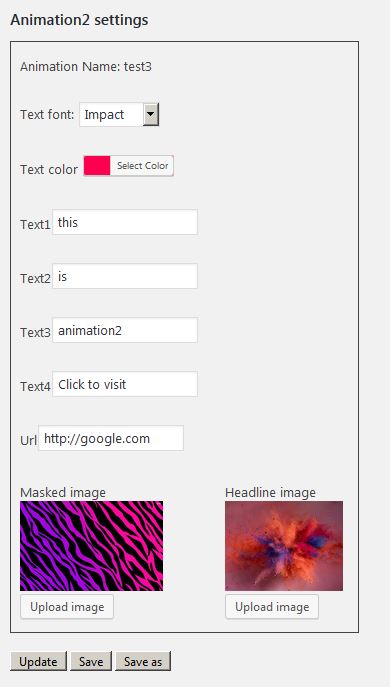 Animation2 settings
Animation Name: test3
Text font: Impact
Text color Select Color
Text1 this
Text2 is
Text3 animation2
Text4 Click to visit
Url http://google.com
Masked image Headline image
Upload image Upload image
Update Save Save as